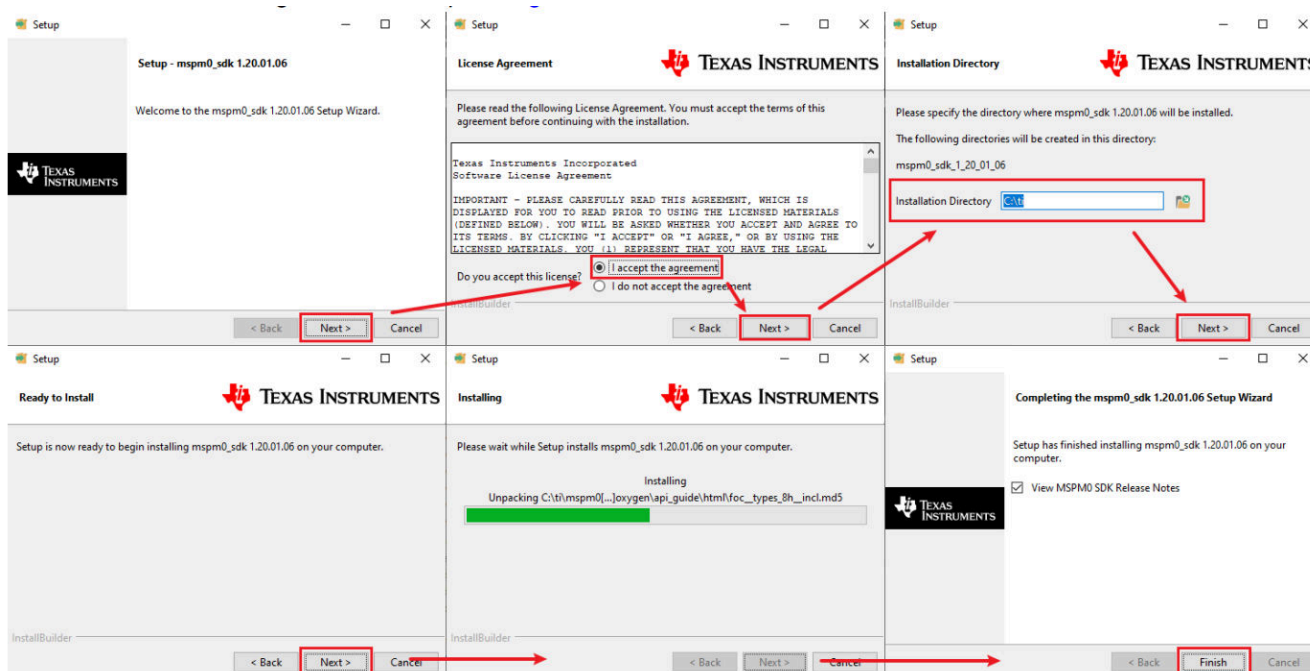 Setup
Setup - mspm0_sdk 1.20.01.06
Welcome to the mspm0_sdk 1.20.01.06 Setup Wizard.
TEXAS
INSTRUMENTS
< Back
Next >
Cancel
Setup
License Agreement
TEXAS INSTRUMENTS
Please read the following License Agreement. You must accept the terms of this
agreement before continuing with the installation.
Texas Instruments Incorporated
Software License Agreement
IMPORTANT - PLEASE CAREFULLY READ THIS AGREEMENT, WHICH IS
DISPLAYED FOR YOU TO READ PRIOR TO USING THE LICENSED MATERIALS
(DEFINED BELOW). YOU WILL BE ASKED WHETHER YOU ACCEPT AND AGREE TO
ITS TERMS. BY CLICKING "I ACCEPT" OR "I AGREE," OR BY USING THE
LICENSED MATERIALS, YOU (1) REPRESENT THAT YOU HAVE THE LEGAL
Do you accept this license?
I accept the agreement
I do not accept the agreement
InstallBuilder
< Back
Next >
Cancel
Setup
Installation Directory
TEXAS INSTRUMENTS
Please specify the directory where mspm0_sdk 1.20.01.06 will be installed.
The following directories will be created in this directory:
mspm0_sdk_1_20_01_06
Installation Directory
C:\ti
InstallBuilder
< Back
Next >
Cancel
Setup
Ready to Install
TEXAS INSTRUMENTS
Setup is now ready to begin installing mspm0_sdk 1.20.01.06 on your computer.
InstallBuilder
< Back
Next >
Cancel
Setup
Installing
TEXAS INSTRUMENTS
Please wait while Setup installs mspm0_sdk 1.20.01.06 on your computer.
Installing
Unpacking C:\ti\mspm0[...]oxygen\api_guide\html\foc__types_8h__incl.md5
InstallBuilder
< Back
Next >
Cancel
Setup
Completing the mspm0_sdk 1.20.01.06 Setup Wizard
Setup has finished installing mspm0_sdk 1.20.01.06 on your
computer.
View MSPM0 SDK Release Notes
TEXAS
INSTRUMENTS
< Back
Finish
Cancel